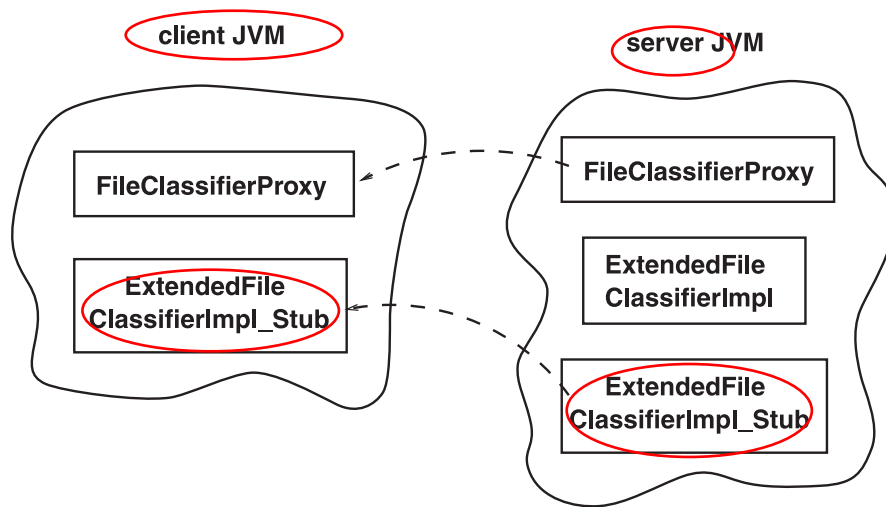 client JVM
server JVM
FileClassifierProxy
ExtendedFile
ClassifierImpl_Stub
FileClassifierProxy
ExtendedFile
ClassifierImpl
ExtendedFile
ClassifierImpl_Stub